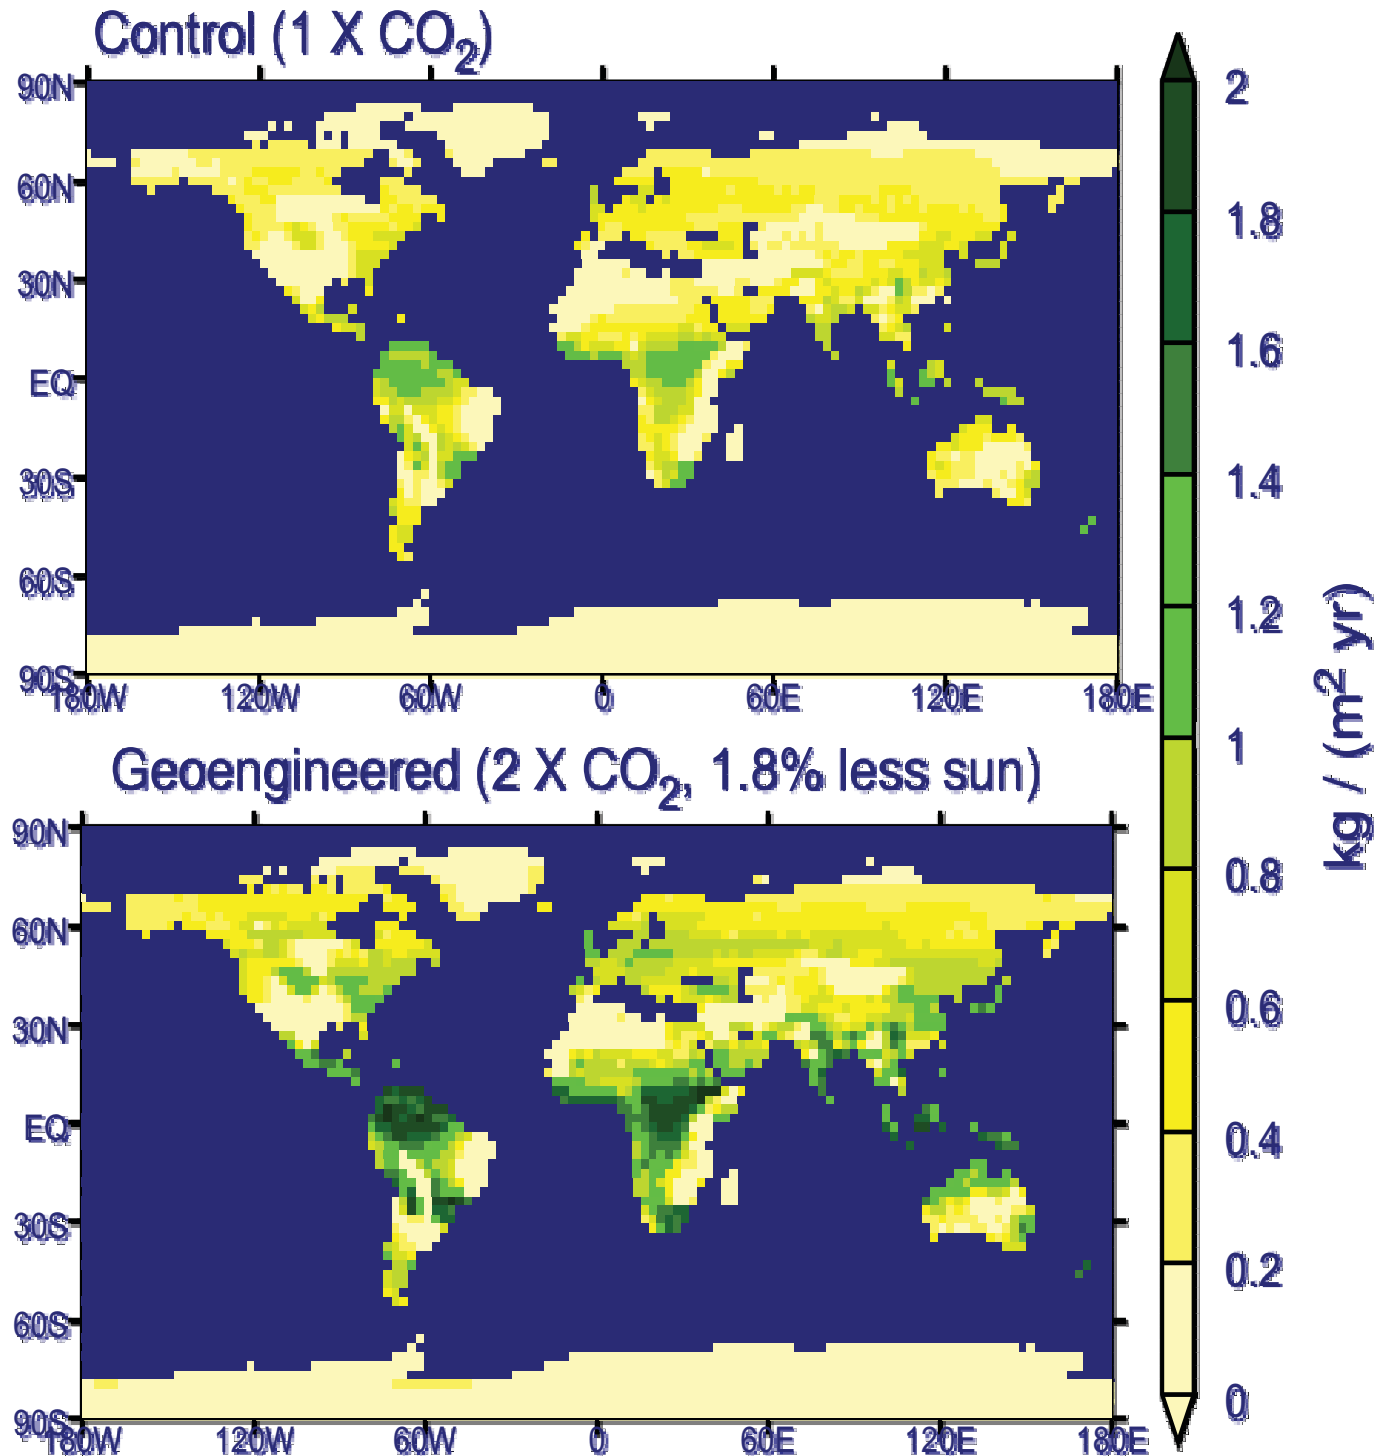 Control (1 X CO₂)
90N
60N
30N
EQ
30S
60S
90S
180W 120W 60W 0 60E 120E 180E
Geoengineered (2 X CO₂, 1.8% less sun)
90N
60N
30N
EQ
30S
60S
90S
180W 120W 60W 0 60E 120E 180E
2
1.8
1.6
1.4
1.2
1
0.8
0.6
0.4
0.2
0
kg / (m² yr)